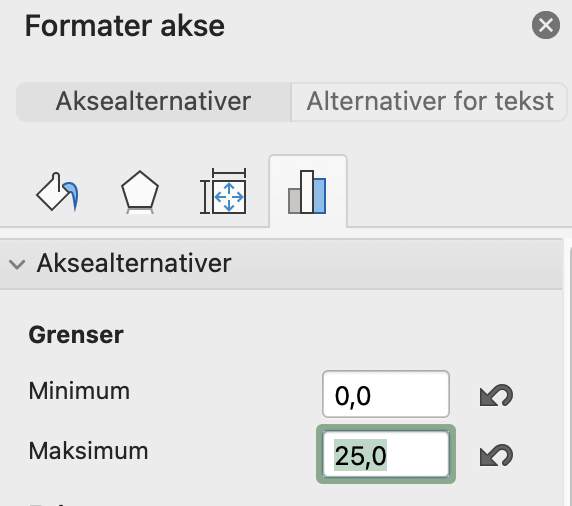 Formater akse
Aksealternativer
Alternativer for tekst
Aksealternativer
Grenser
Minimum
0,0
Maksimum
25,0